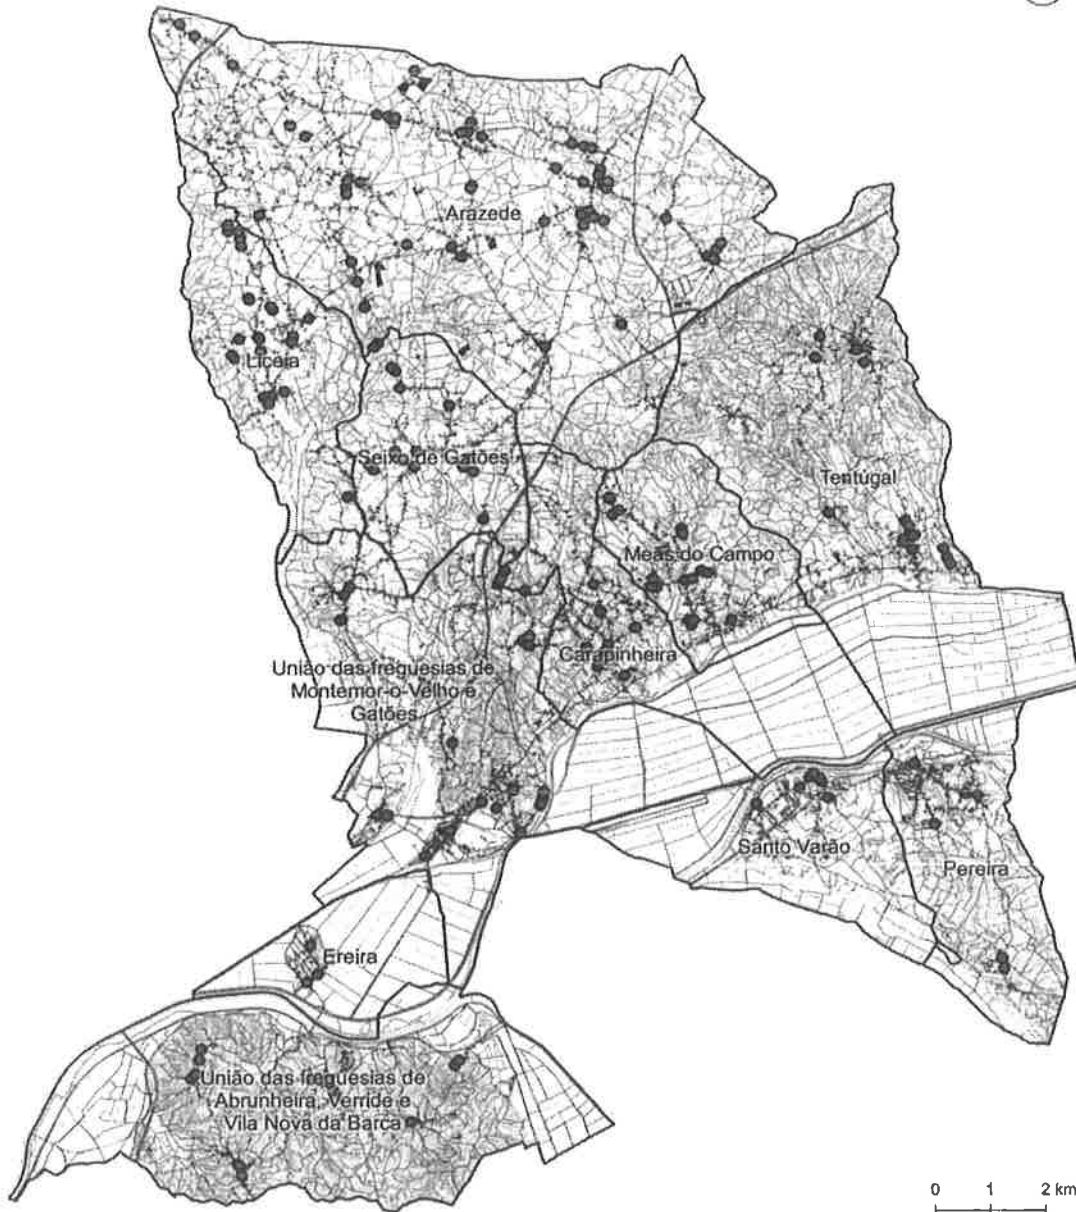 Arazede
Liceia
Seixo de Gatões
Tentúgal
Meãs do Campo
Carapinheira
União das freguesias de
Montemor-o-Velho e
Gatões
Santo Varão
Pereira
Ereira
União das freguesias de
Abrunheira, Verride e
Vila Nova da Barca
0 1 2 km